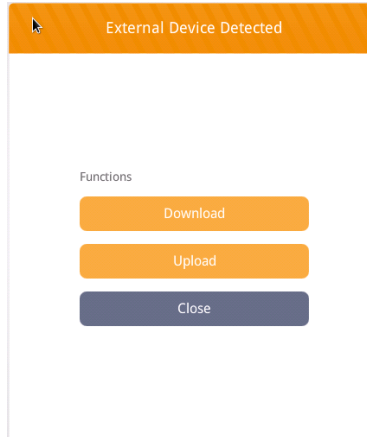 External Device Detected
Functions
Download
Upload
Close